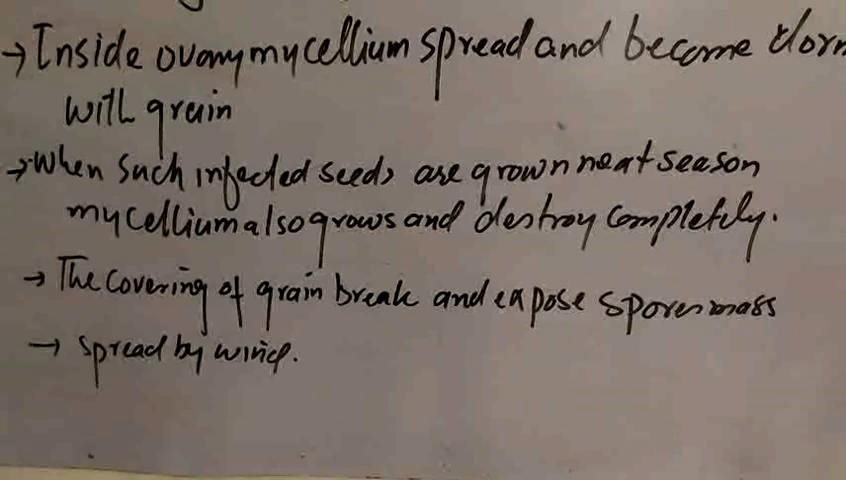 → Inside ovary mycellium spread and become dorm
with grain
→ When such infected seeds are grown next season
mycellium also grows and destroy completely.
→ The covering of grain break and expose spores mass
→ spread by wind.